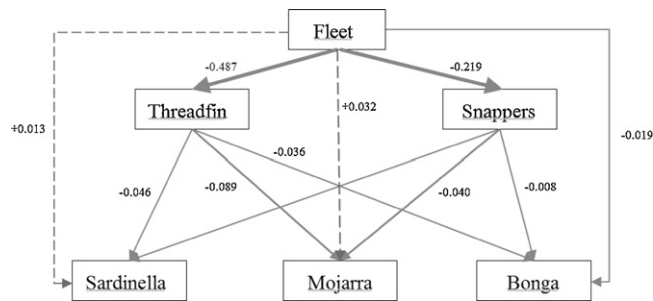 Fleet
-0.487
-0.219
Threadfin
+0.032
Snappers
+0.013
-0.019
-0.036
-0.046
-0.089
-0.040
-0.008
Sardinella
Mojarra
Bonga